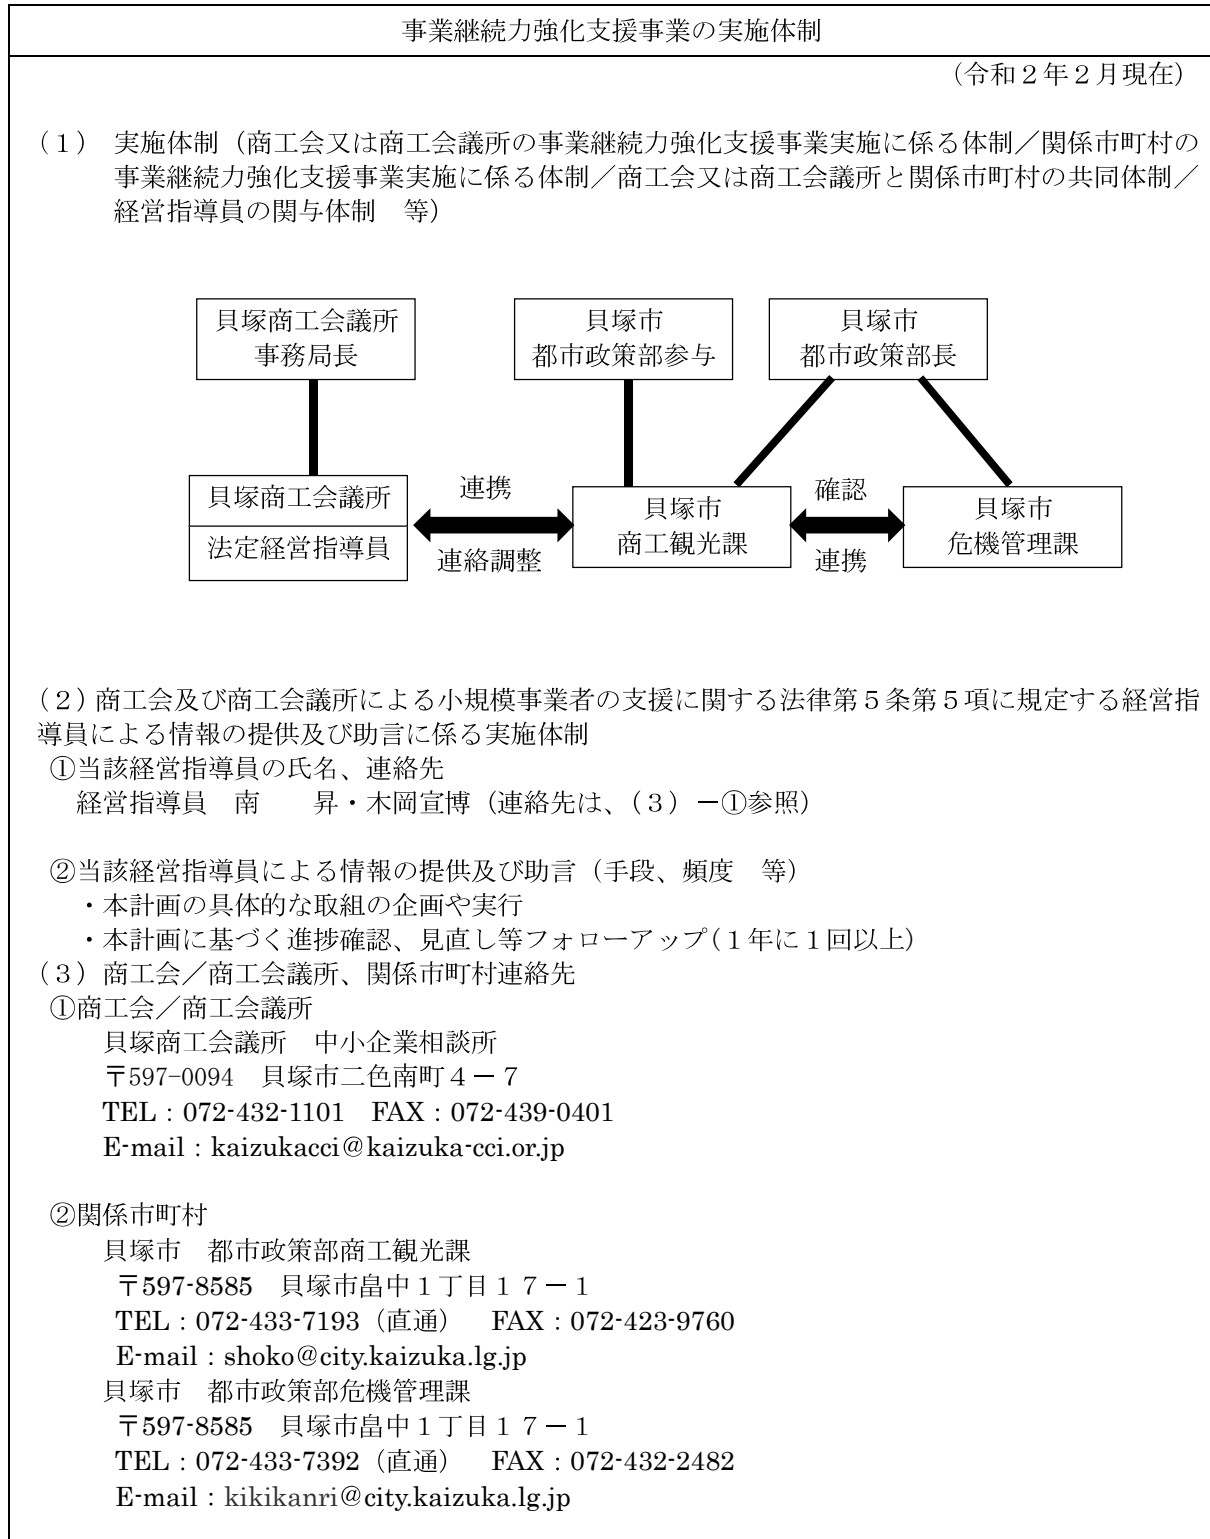 事業継続力強化支援事業の実施体制
(令和２年２月現在)
(１)　実施体制（商工会又は商工会議所の事業継続力強化支援事業実施に係る体制／関係市町村の
事業継続力強化支援事業実施に係る体制／商工会又は商工会議所と関係市町村の共同体制／
経営指導員の関与体制　等）
貝塚商工会議所
事務局長
貝塚市
都市政策部参与
貝塚市
都市政策部長
貝塚商工会議所
法定経営指導員
連携
連絡調整
貝塚市
商工観光課
確認
連携
貝塚市
危機管理課
(２)商工会及び商工会議所による小規模事業者の支援に関する法律第５条第５項に規定する経営指
導員による情報の提供及び助言に係る実施体制
①当該経営指導員の氏名、連絡先
経営指導員　南　　昇・木岡宣博（連絡先は、(３)－①参照）
②当該経営指導員による情報の提供及び助言（手段、頻度　等）
・本計画の具体的な取組の企画や実行
・本計画に基づく進捗確認、見直し等フォローアップ(１年に１回以上)
(３）商工会／商工会議所、関係市町村連絡先
①商工会／商工会議所
貝塚商工会議所　中小企業相談所
〒597-0094　貝塚市二色南町４－７
TEL：072-432-1101　FAX：072-439-0401
E-mail：kaizukacci@kaizuka-cci.or.jp
②関係市町村
貝塚市　都市政策部商工観光課
〒597-8585　貝塚市畠中１丁目１７－１
TEL：072-433-7193（直通）　FAX：072-423-9760
E-mail：shoko@city.kaizuka.lg.jp
貝塚市　都市政策部危機管理課
〒597-8585　貝塚市畠中１丁目１７－１
TEL：072-433-7392（直通）　FAX：072-432-2482
E-mail：kikikanri@city.kaizuka.lg.jp